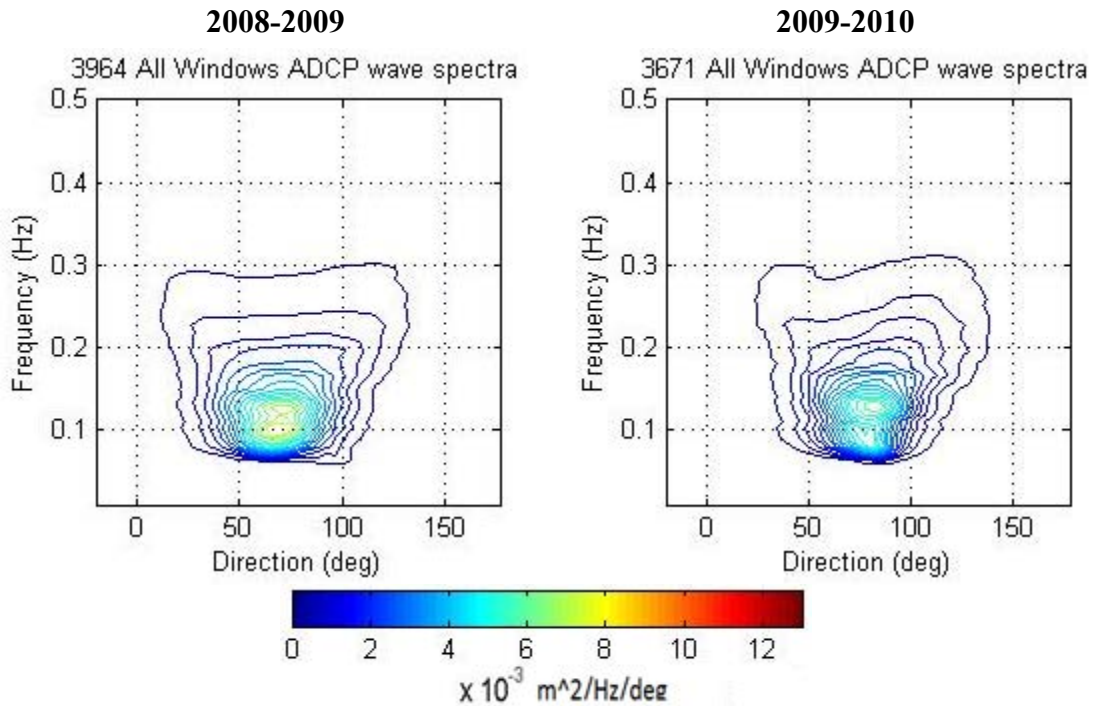 2008-2009
3964 All Windows ADCP wave spectra
0.5
0.4
0.3
0.2
0.1
Frequency (Hz)
0 50 100 150
Direction (deg)
2009-2010
3671 All Windows ADCP wave spectra
0.5
0.4
0.3
0.2
0.1
Frequency (Hz)
0 50 100 150
Direction (deg)
0 2 4 6 8 10 12
x 10^-3 m^2/Hz/deg